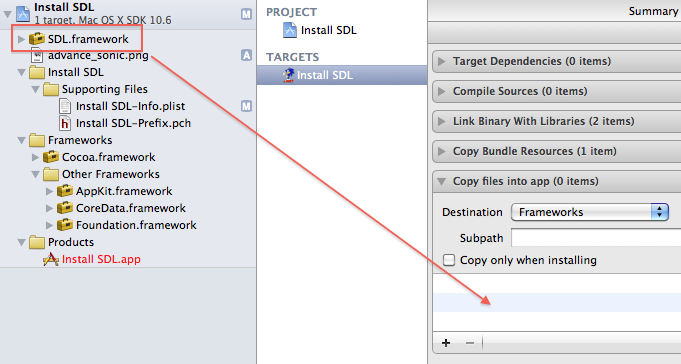 Install SDL
1 target, Mac OS X SDK 10.6
M
SDL.framework
advance_sonic.png
A
Install SDL
Supporting Files
Install SDL-Info.plist
M
Install SDL-Prefix.pch
Frameworks
Cocoa.framework
Other Frameworks
AppKit.framework
CoreData.framework
Foundation.framework
Products
Install SDL.app
PROJECT
Install SDL
TARGETS
Install SDL
Summary
Target Dependencies (0 items)
Compile Sources (0 items)
Link Binary With Libraries (2 items)
Copy Bundle Resources (1 item)
Copy files into app (0 items)
Destination Frameworks
Subpath
Copy only when installing